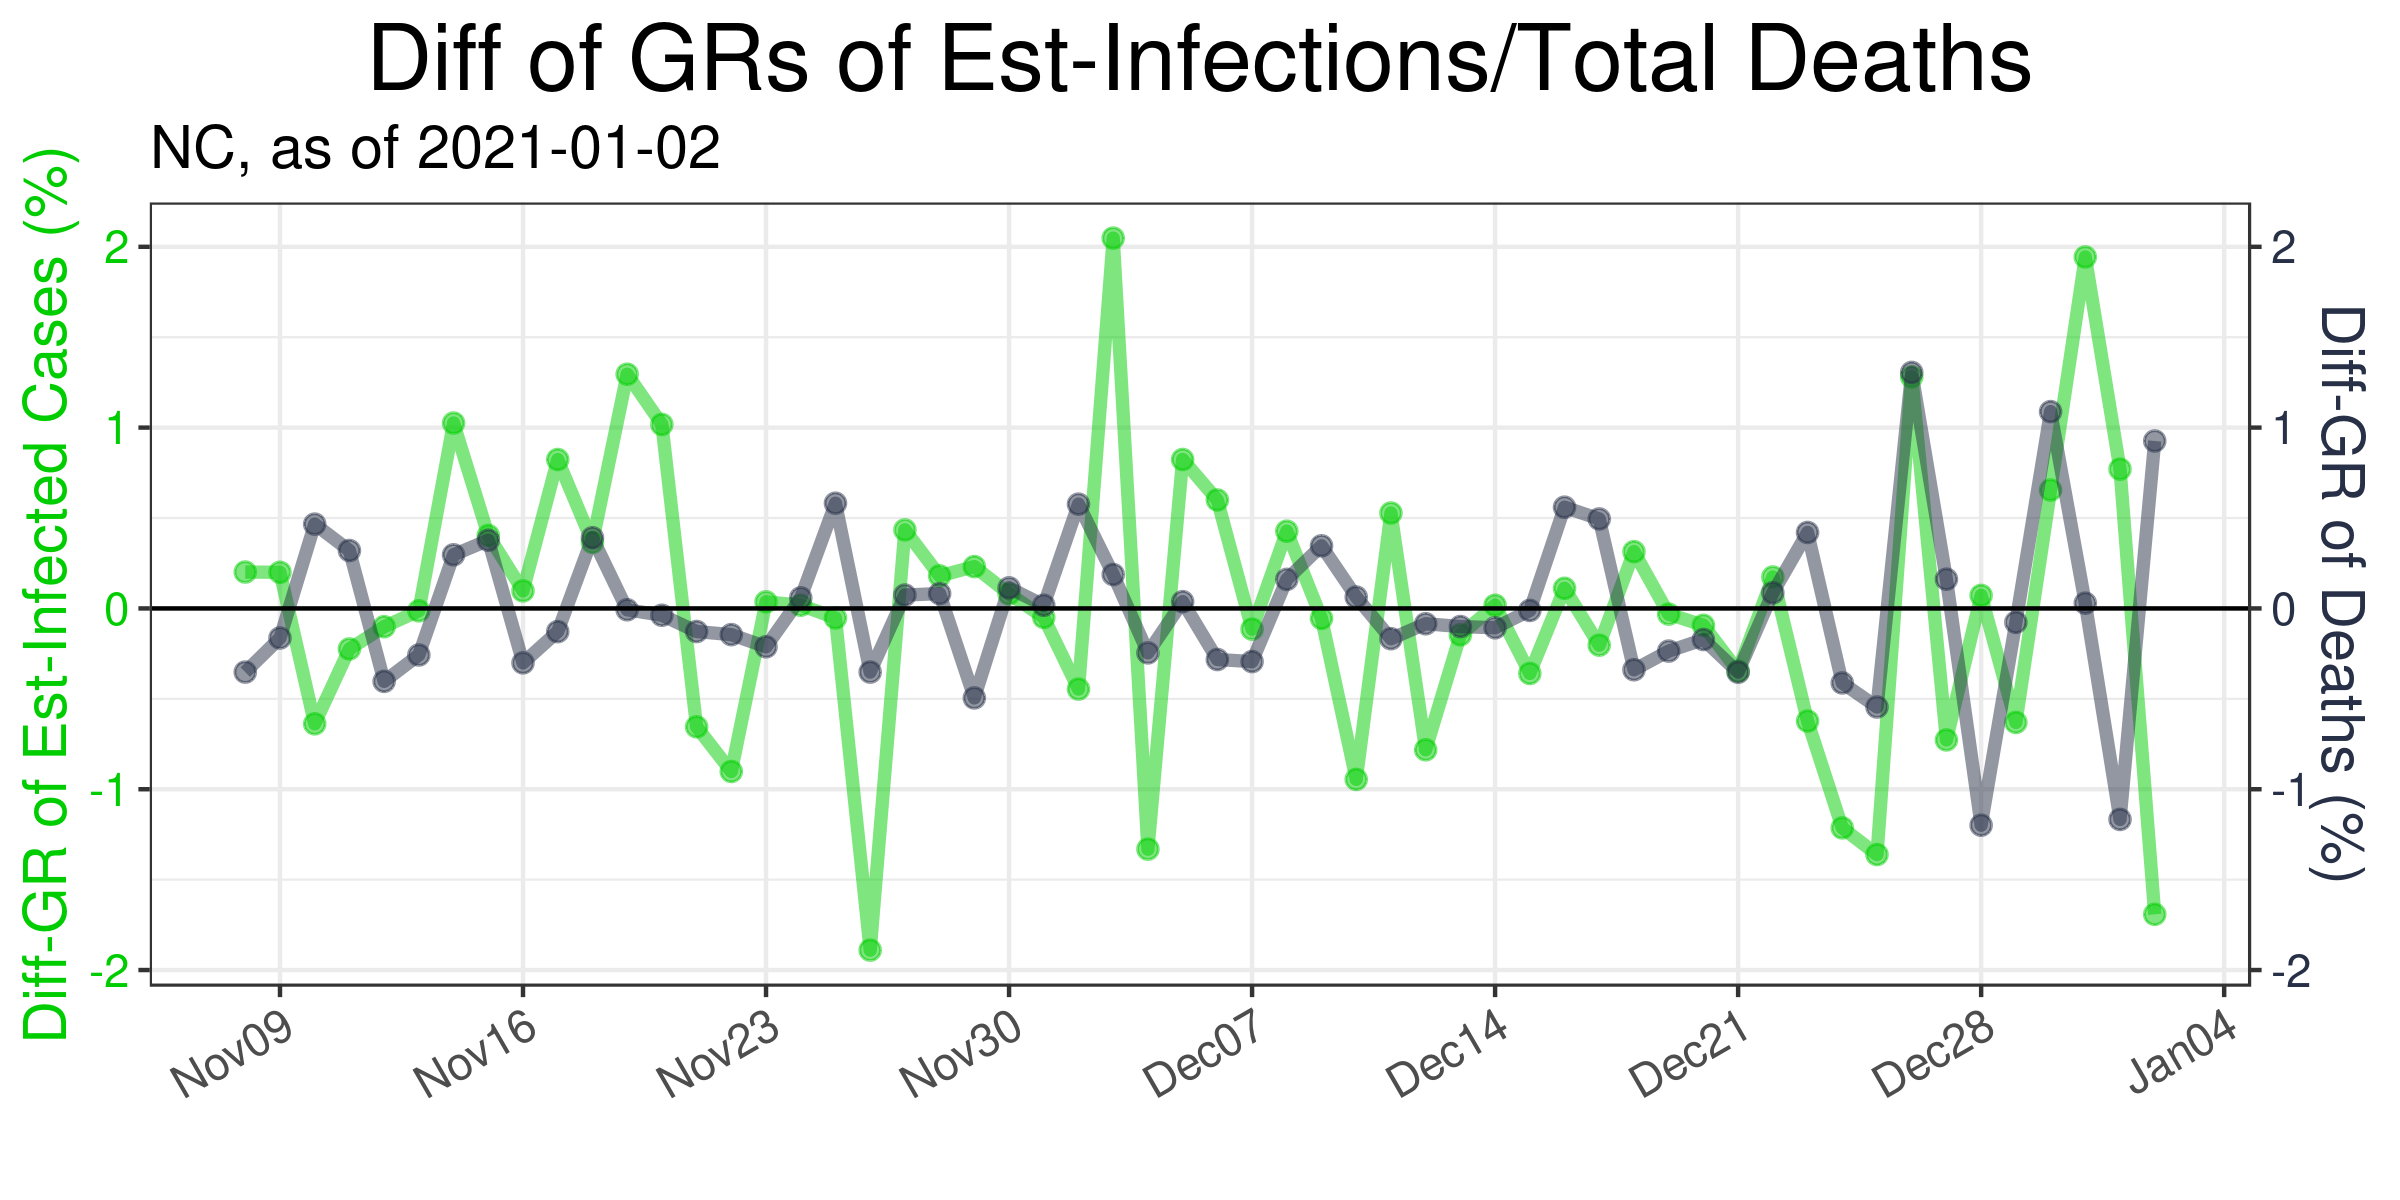 Diff of GRs of Est-Infections/Total Deaths
NC, as of 2021-01-02
Diff-GR of Est-Infected Cases (%)
2
1
0
-1
-2
2
1
0
-1
-2
Diff-GR of Deaths (%)
Nov09
Nov16
Nov23
Nov30
Dec07
Dec14
Dec21
Dec28
Jan04